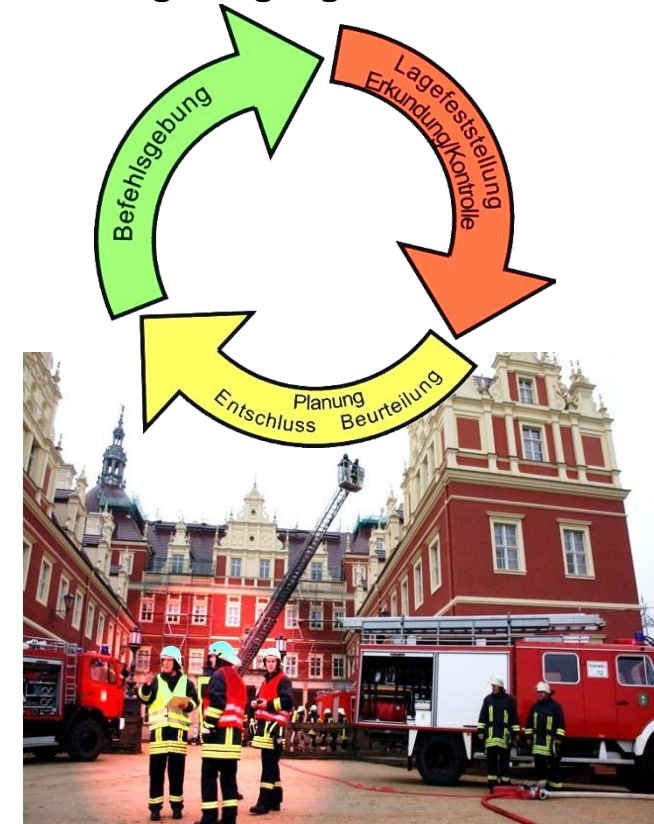 Befehlsgebung
Lagefeststellung
Erkundung/Kontrolle
Planung
Entschluss Beurteilung